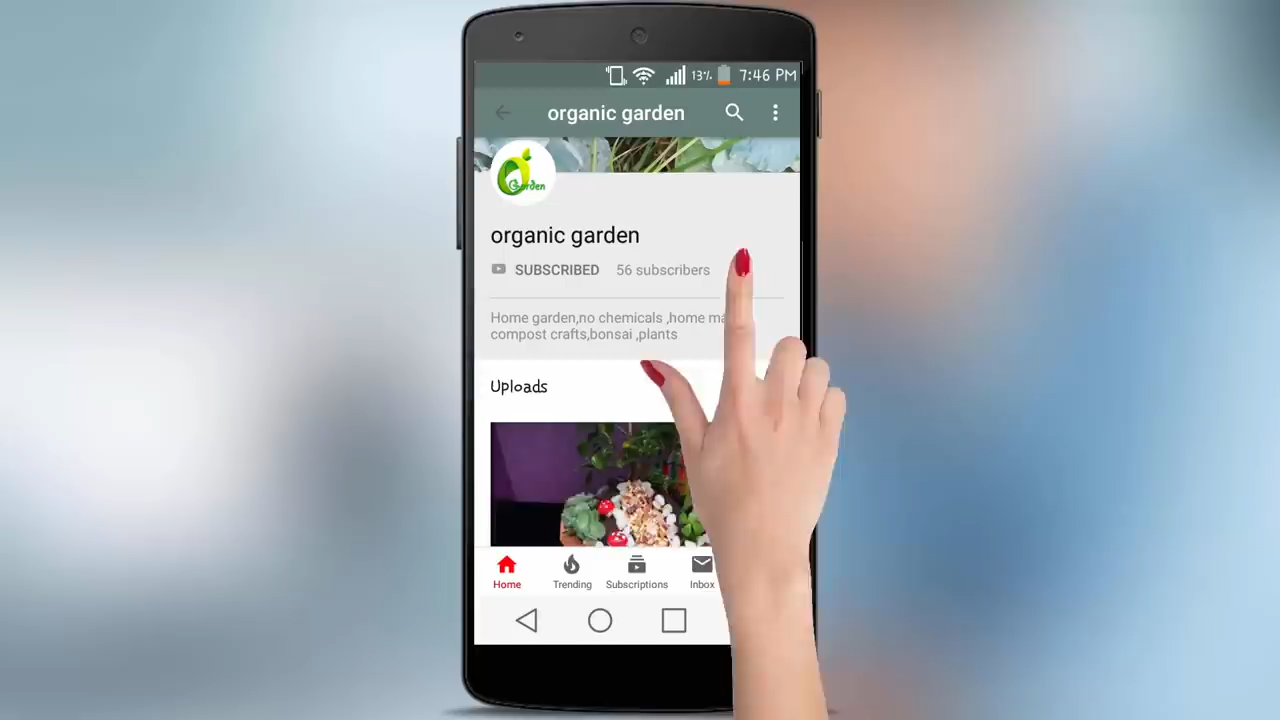 13% 7:46 PM
organic garden
Garden
organic garden
SUBSCRIBED 56 subscribers
Home garden,no chemicals ,home
compost crafts,bonsai ,plants
Uploads
Home Trending Subscriptions Inbox